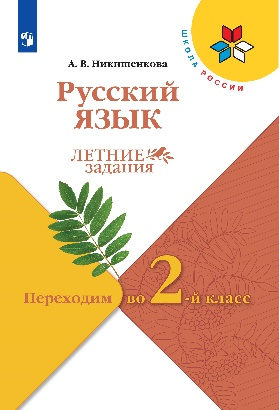 ШКОЛА РОССИИ
А. В. Никишенкова
Русский
ЯЗЫК
ЛЕТНИЕ
задания
Переходим во 2-й класс